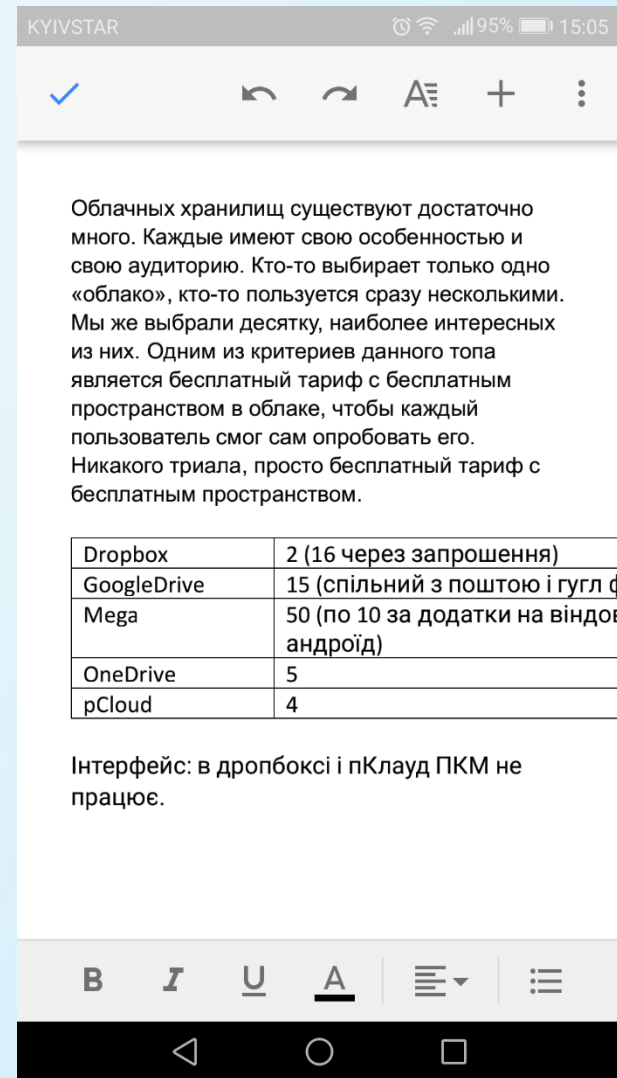 KYIVSTAR 95% 15:05
Облачных хранилищ существуют достаточно
много. Каждые имеют свою особенностью и
свою аудиторию. Кто-то выбирает только одно
«облако», кто-то пользуется сразу несколькими.
Мы же выбрали десятку, наиболее интересных
из них. Одним из критериев данного топа
является бесплатный тариф с бесплатным
пространством в облаке, чтобы каждый
пользователь смог сам опробовать его.
Никакого триала, просто бесплатный тариф с
бесплатным пространством.
Dropbox 2 (16 через запрошення)
GoogleDrive 15 (спільний з поштою і гугл ф
Mega 50 (по 10 за додатки на віндов
андроїд)
OneDrive 5
pCloud 4
Інтерфейс: в дропбоксі і пКлауд ПКМ не
працює.
B I U A